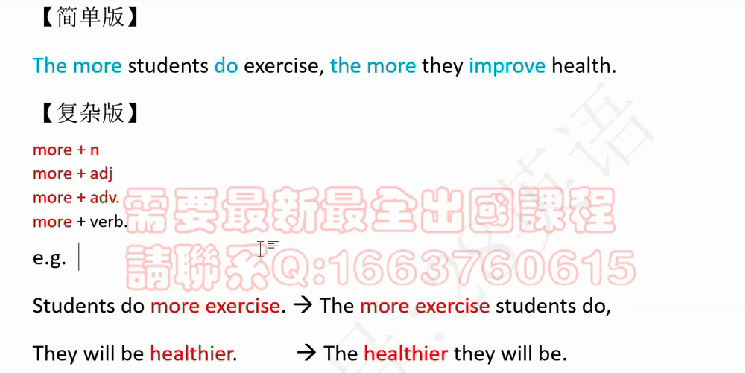 【简单版】
The more students do exercise, the more they improve health.
【复杂版】
more + n
more + adj
more + adv.
more + verb.
需要最新最全出國課程
請聯系Q:1663760615
e.g.
Students do more exercise. → The more exercise students do,
They will be healthier. → The healthier they will be.